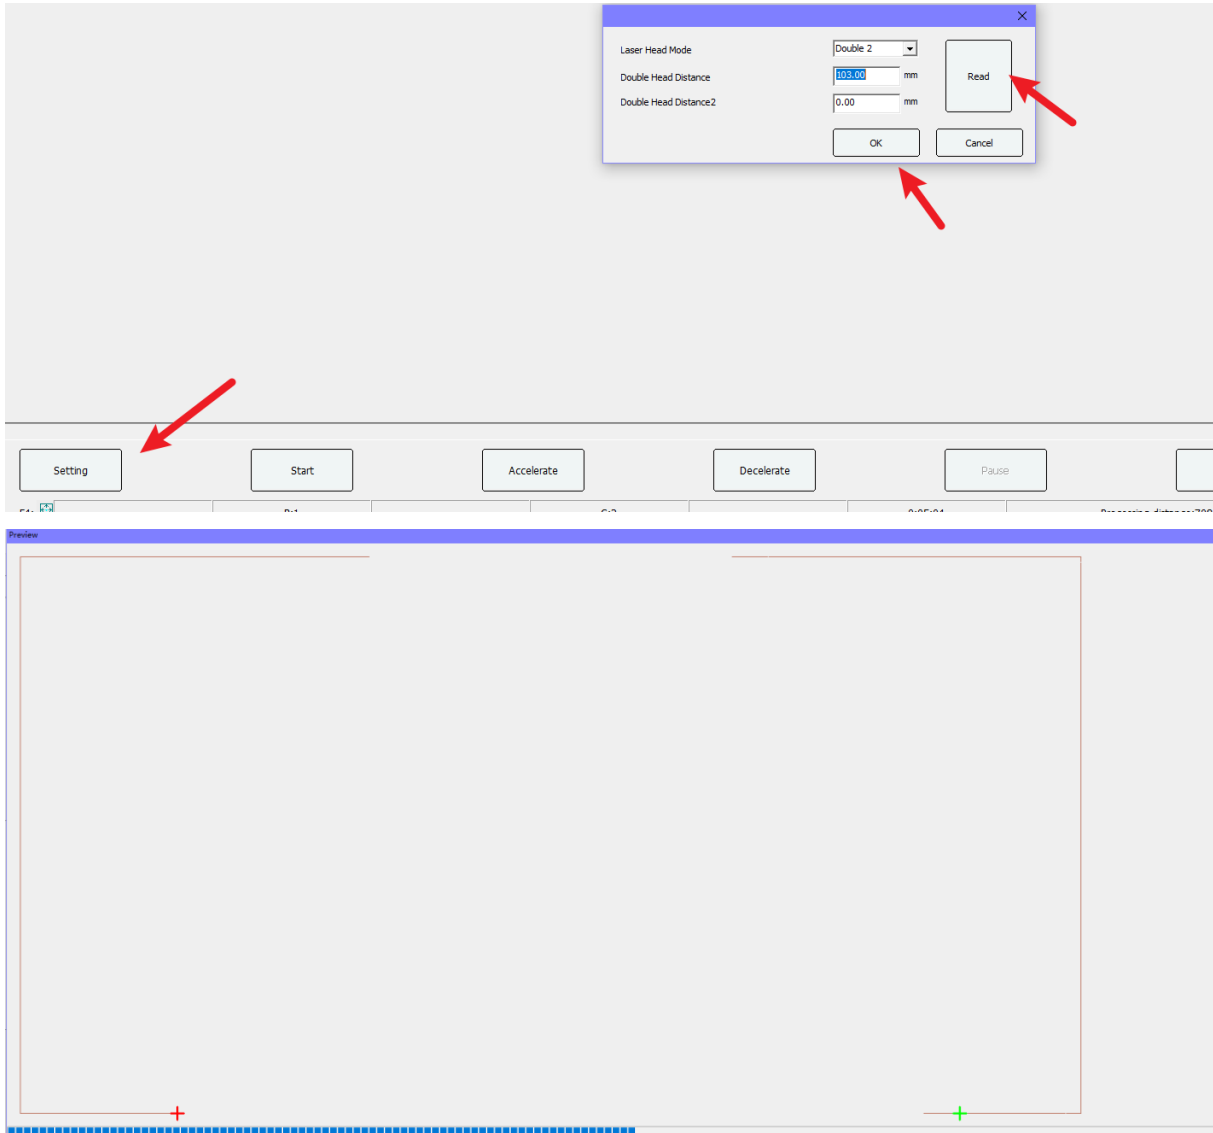 Laser Head Mode
Double 2
Double Head Distance
103.00
mm
Read
Double Head Distance2
0.00
mm
OK
Cancel
Setting
Start
Accelerate
Decelerate
Pause
Preview